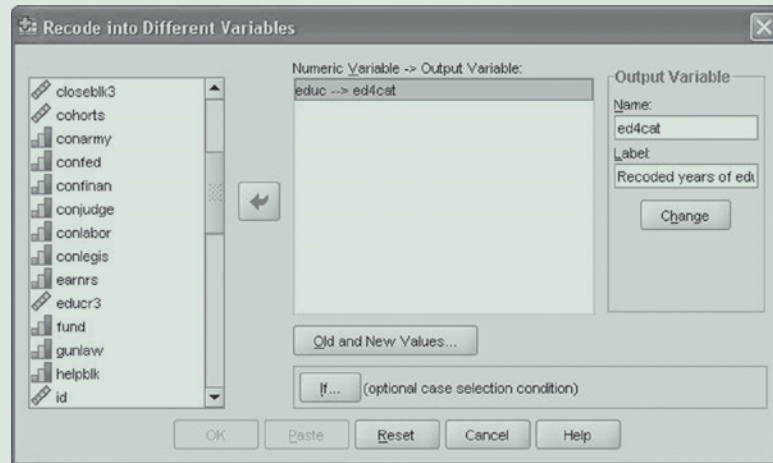 Recode into Different Variables
closeblk3
cohorts
conarmy
confed
confinan
conjudge
conlabor
conlegis
earnrs
educr3
fund
gunlaw
helpblk
id
Numeric Variable -> Output Variable:
educ --> ed4cat
Output Variable
Name:
ed4cat
Label:
Recoded years of edu
Change
Old and New Values...
If... (optional case selection condition)
OK Paste Reset Cancel Help